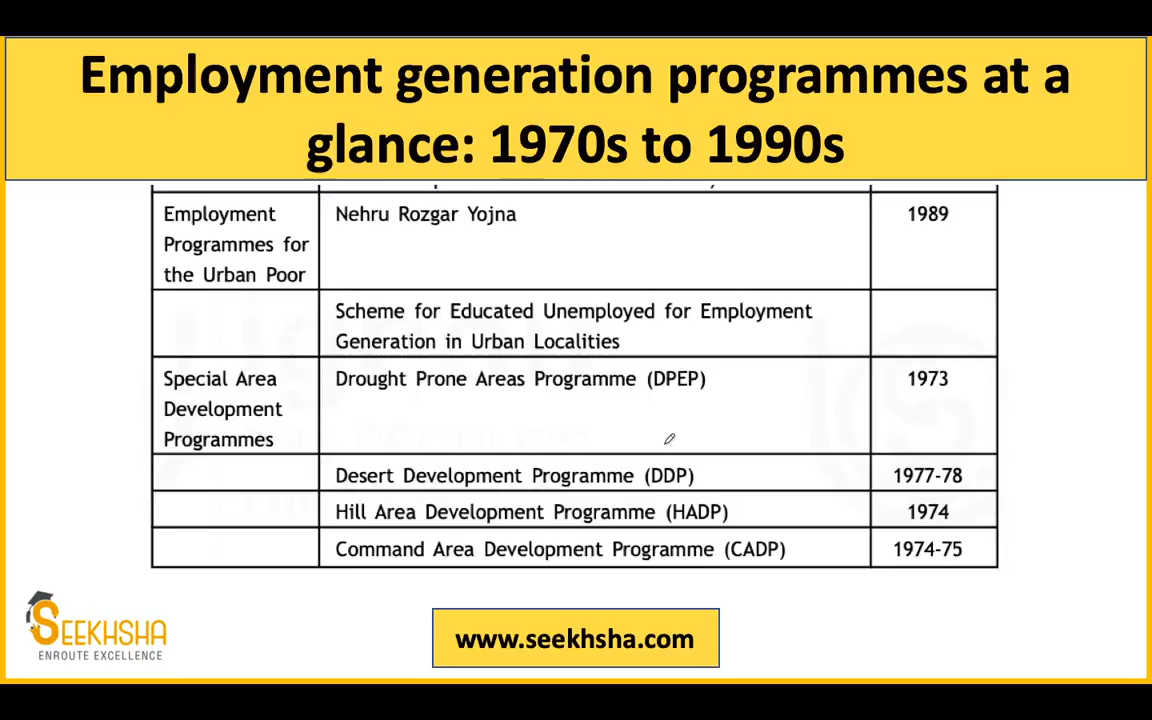 Employment generation programmes at a
glance: 1970s to 1990s
Employment
Programmes for
the Urban Poor
Nehru Rozgar Yojna
1989
Scheme for Educated Unemployed for Employment
Generation in Urban Localities
Special Area
Development
Programmes
Drought Prone Areas Programme (DPEP)
1973
Desert Development Programme (DDP)
1977-78
Hill Area Development Programme (HADP)
1974
Command Area Development Programme (CADP)
1974-75
SEEKHSHA
ENROUTE EXCELLENCE
www.seekhsha.com